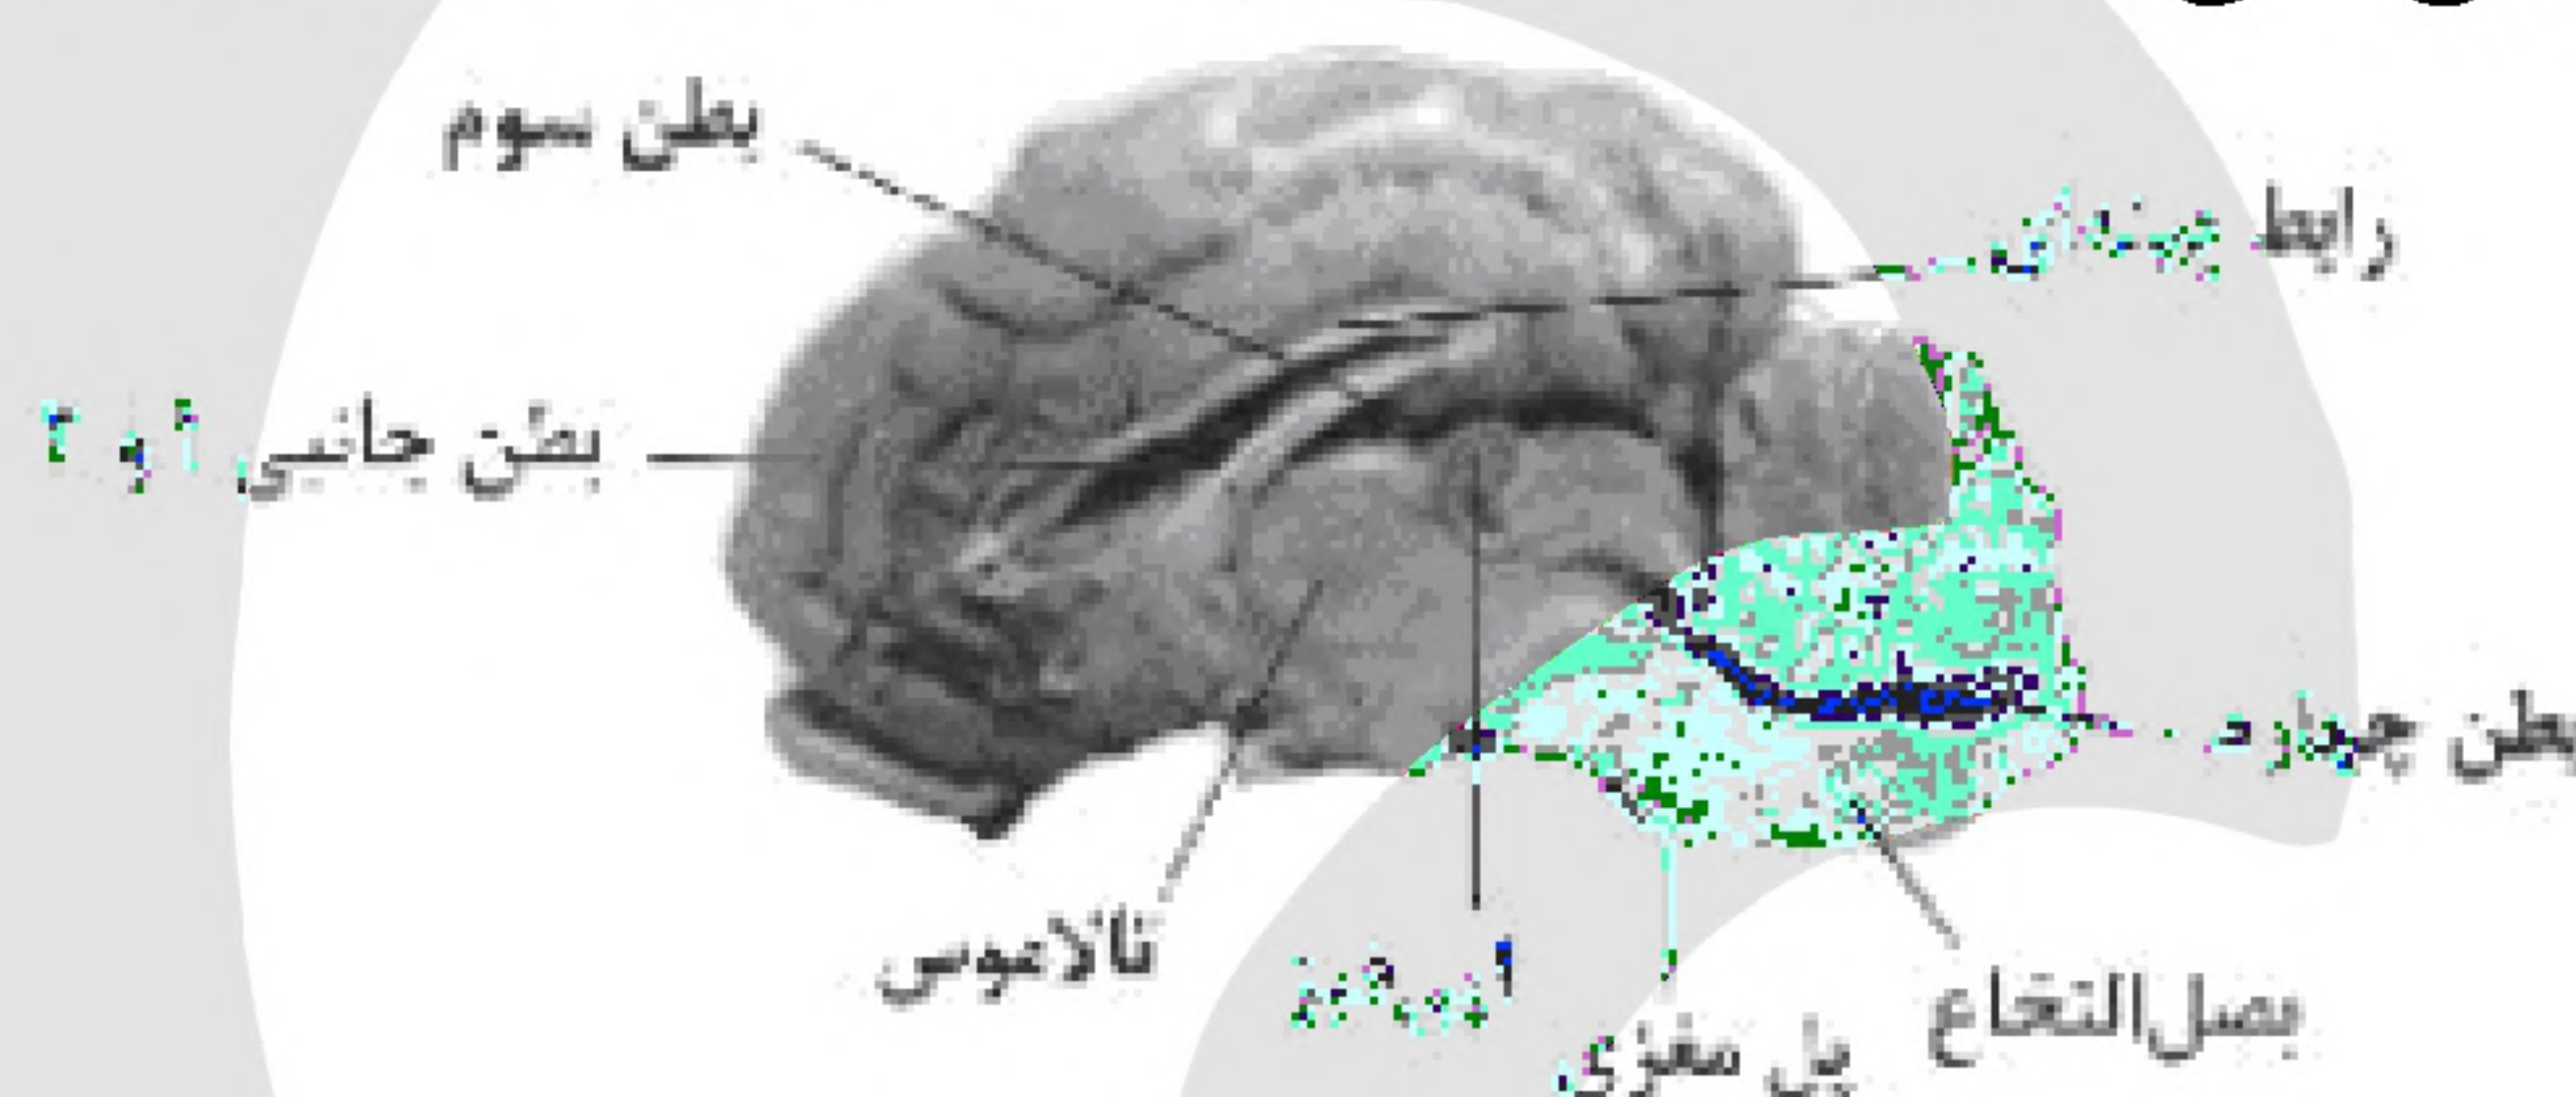 بطن سوم
رابط پینه‌ای
بطن جانبی ۱ و ۲
بطن چهارم
تالاموس
بصل‌النخاع
پل مغزی